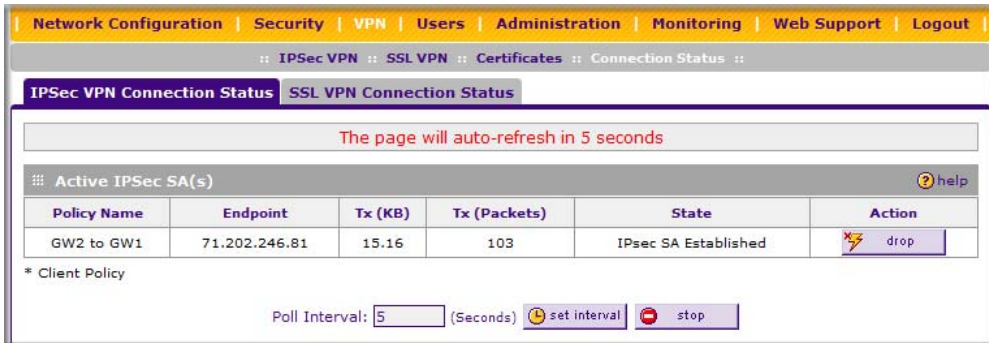 Network Configuration | Security | VPN | Users | Administration | Monitoring | Web Support | Logout
:: IPSec VPN :: SSL VPN :: Certificates :: Connection Status ::
IPSec VPN Connection Status SSL VPN Connection Status
The page will auto-refresh in 5 seconds
Active IPSec SA(s) ? help
Policy Name Endpoint Tx (KB) Tx (Packets) State Action
GW2 to GW1 71.202.246.81 15.16 103 IPsec SA Established drop
* Client Policy
Poll Interval: 5 (Seconds) set interval stop